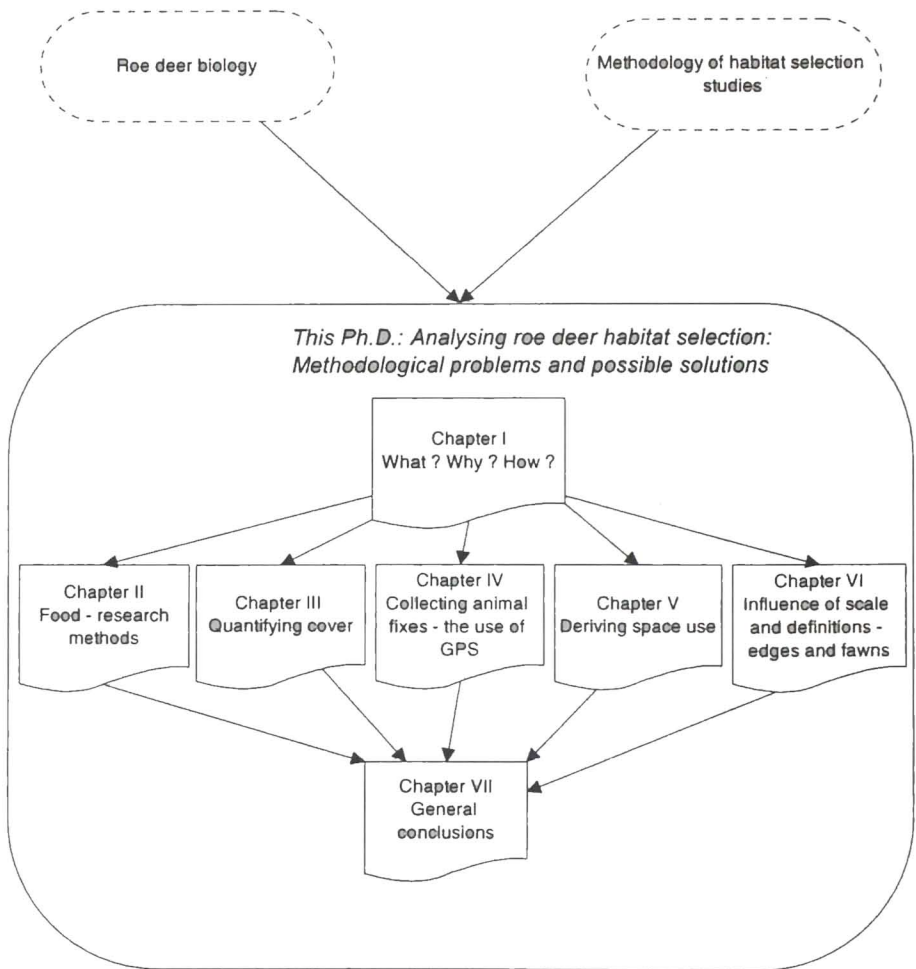 Roe deer biology
Methodology of habitat selection
studies
This Ph.D.: Analysing roe deer habitat selection:
Methodological problems and possible solutions
Chapter I
What ? Why ? How ?
Chapter II
Food - research
methods
Chapter III
Quantifying cover
Chapter IV
Collecting animal
fixes - the use of
GPS
Chapter V
Deriving space use
Chapter VI
Influence of scale
and definitions -
edges and fawns
Chapter VII
General
conclusions